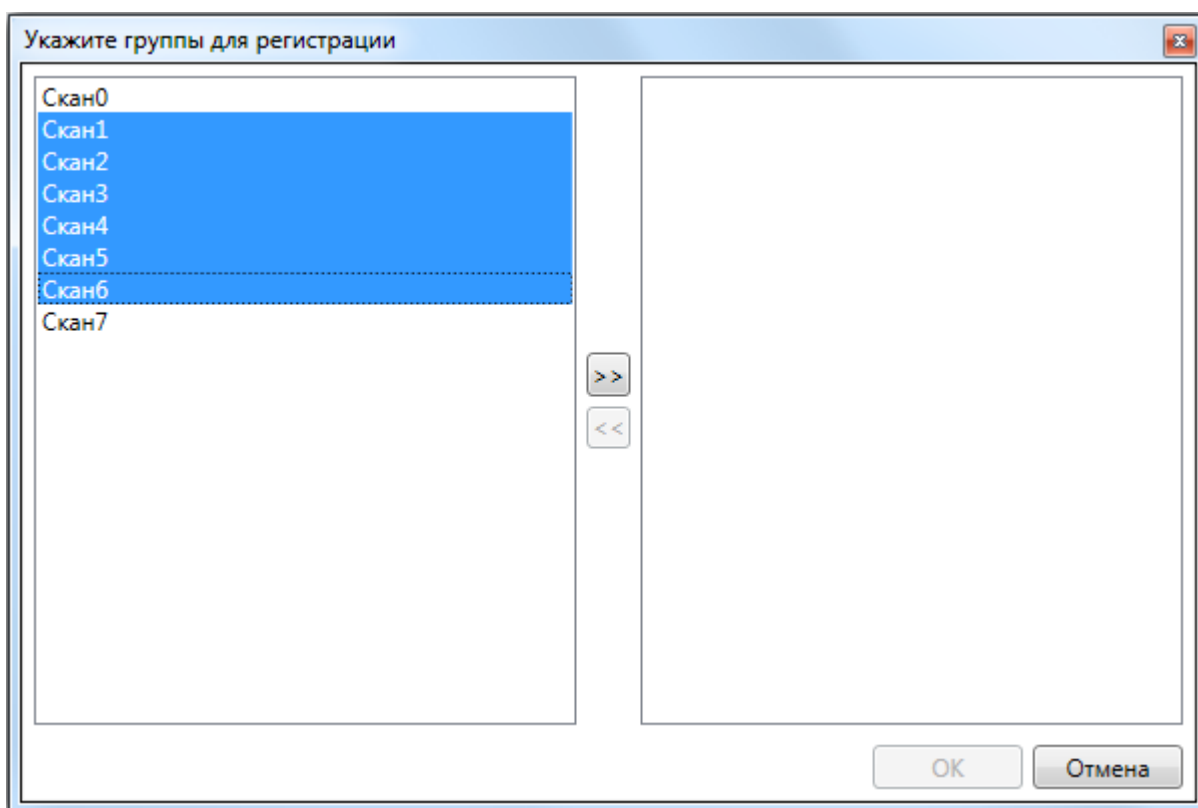 Укажите группы для регистрации
Скан0
Скан1
Скан2
Скан3
Скан4
Скан5
Скан6
Скан7
>>
<<
OK
Отмена